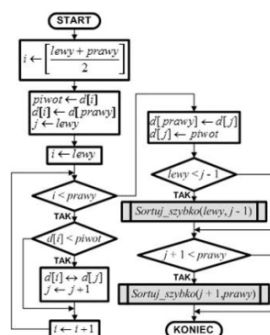 START
i ← [lewy + prawy / 2]
piwot ← d[i]
d[i] ← d[prawy]
j ← lewy
i ← lewy
i < prawy
TAK
d[i] < piwot
TAK
d[i] ↔ d[j]
j ← j + 1
i ← i + 1
d[prawy] ← d[j]
d[j] ← piwot
lewy < j - 1
TAK
Sortuj_szybko(lewy, j - 1)
j + 1 < prawy
TAK
Sortuj_szybko(j + 1, prawy)
KONIEC